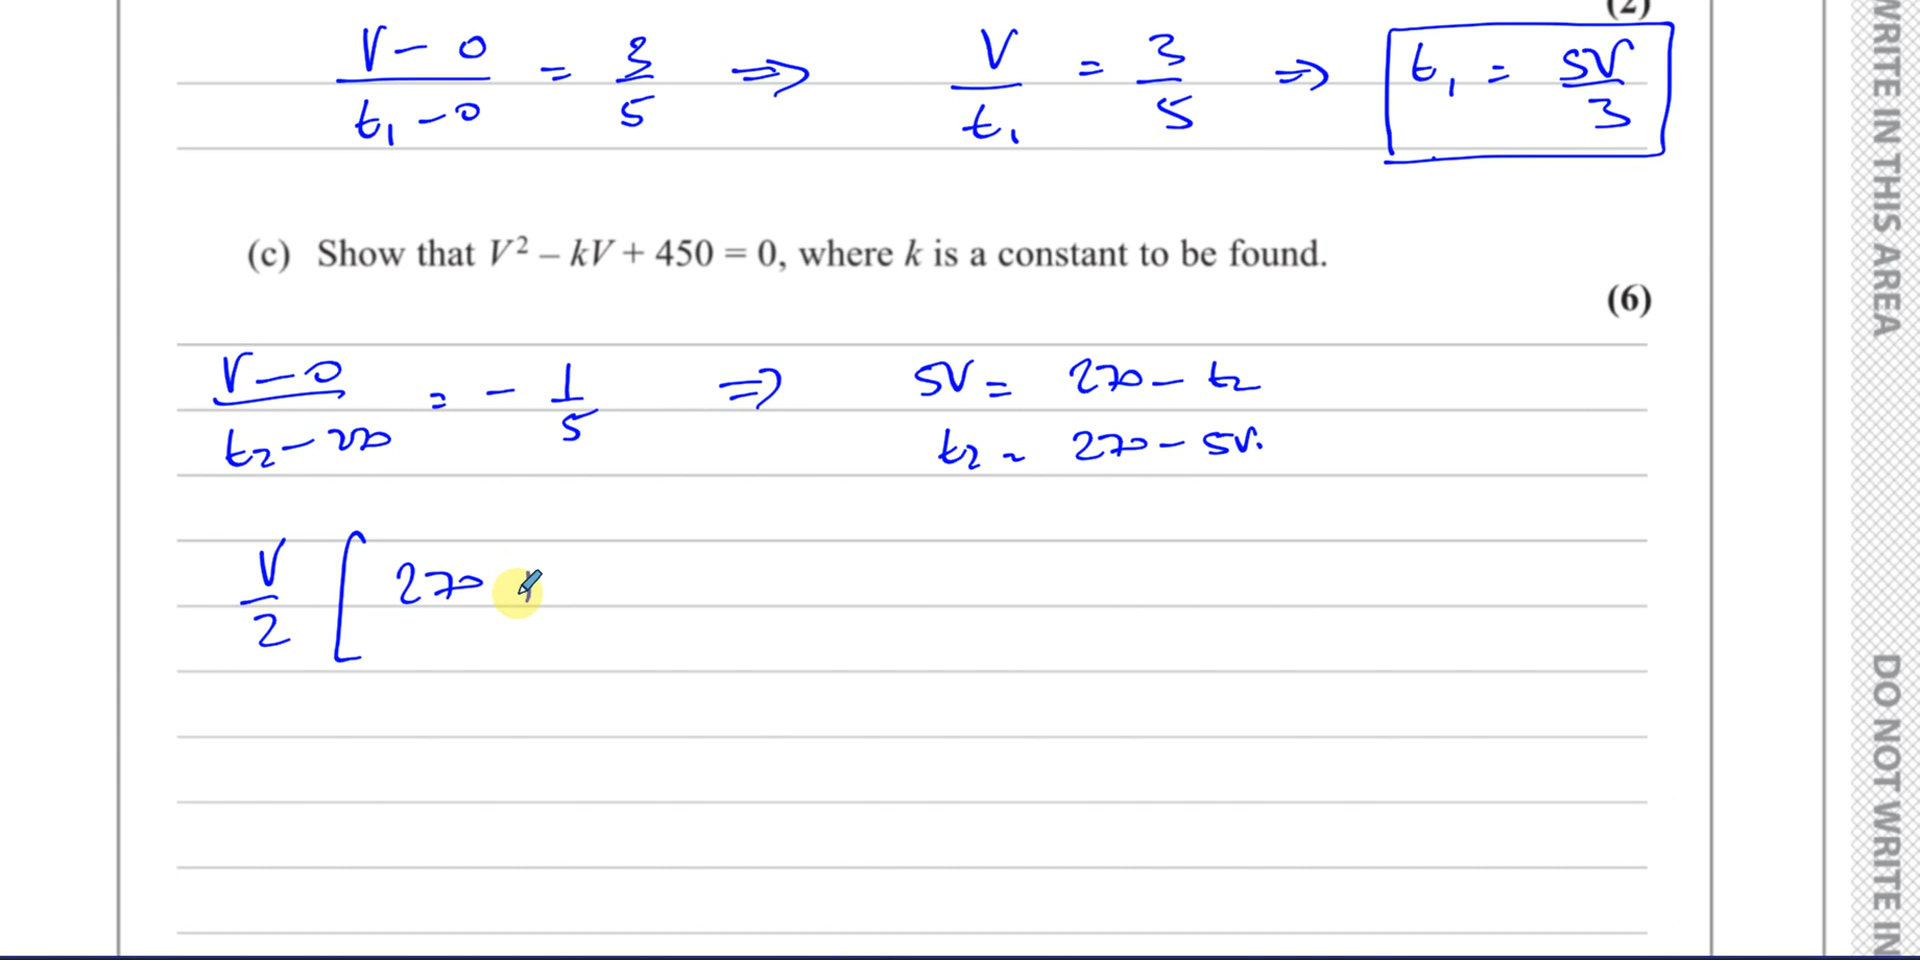 (2)
V - 0 / t₁ - 0 = 3/5 ⇒ V/t₁ = 3/5 ⇒ t₁ = 5V/3
(c) Show that V² – kV + 450 = 0, where k is a constant to be found.
(6)
V - 0 / t₂ - 270 = - 1/5 ⇒ 5V = 270 - t₂
t₂ = 270 - 5V.
V/2 [ 270
WRITE IN THIS AREA
DO NOT WRITE IN